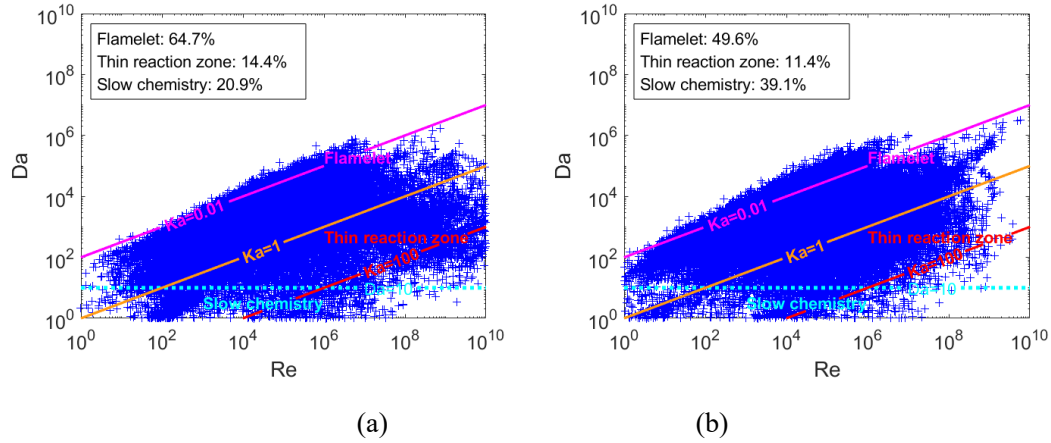 Flamelet: 64.7%
Thin reaction zone: 14.4%
Slow chemistry: 20.9%
10^10
10^8
10^6
10^4
10^2
10^0
Da
Flamelet
Ka=0.01
Ka=1
Thin reaction zone
Ka=100
Slow chemistry
10^0
10^2
10^4
10^6
10^8
10^10
Re
(a)
Flamelet: 49.6%
Thin reaction zone: 11.4%
Slow chemistry: 39.1%
10^10
10^8
10^6
10^4
10^2
10^0
Da
Flamelet
Ka=0.01
Ka=1
Thin reaction zone
Ka=100
Slow chemistry
10^0
10^2
10^4
10^6
10^8
10^10
Re
(b)